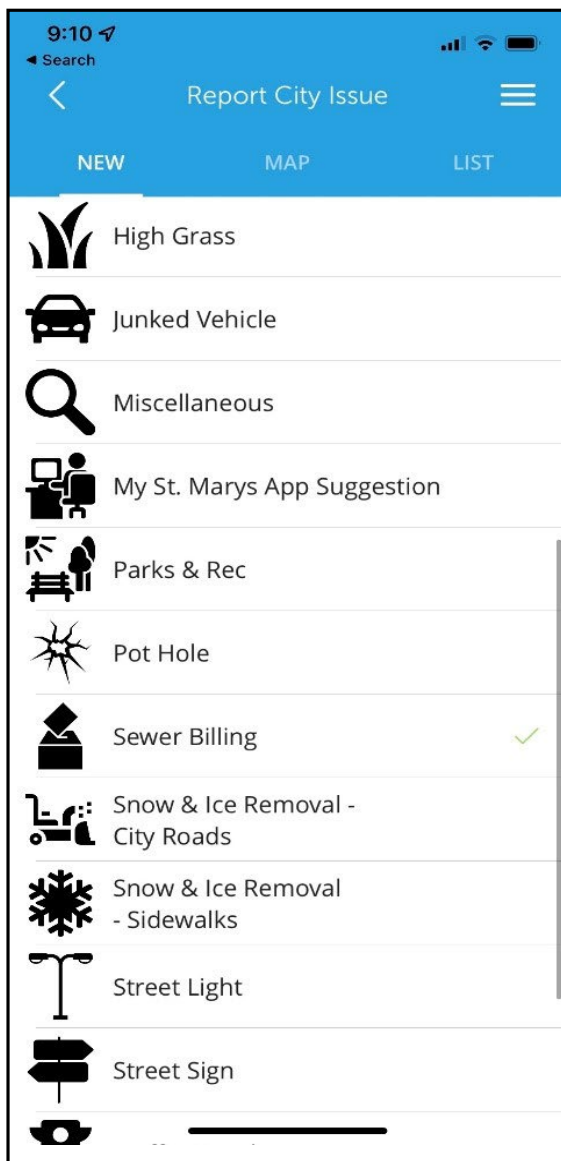 9:10
◀ Search
Report City Issue
NEW MAP LIST
High Grass
Junked Vehicle
Miscellaneous
My St. Marys App Suggestion
Parks & Rec
Pot Hole
Sewer Billing
Snow & Ice Removal -
City Roads
Snow & Ice Removal
- Sidewalks
Street Light
Street Sign